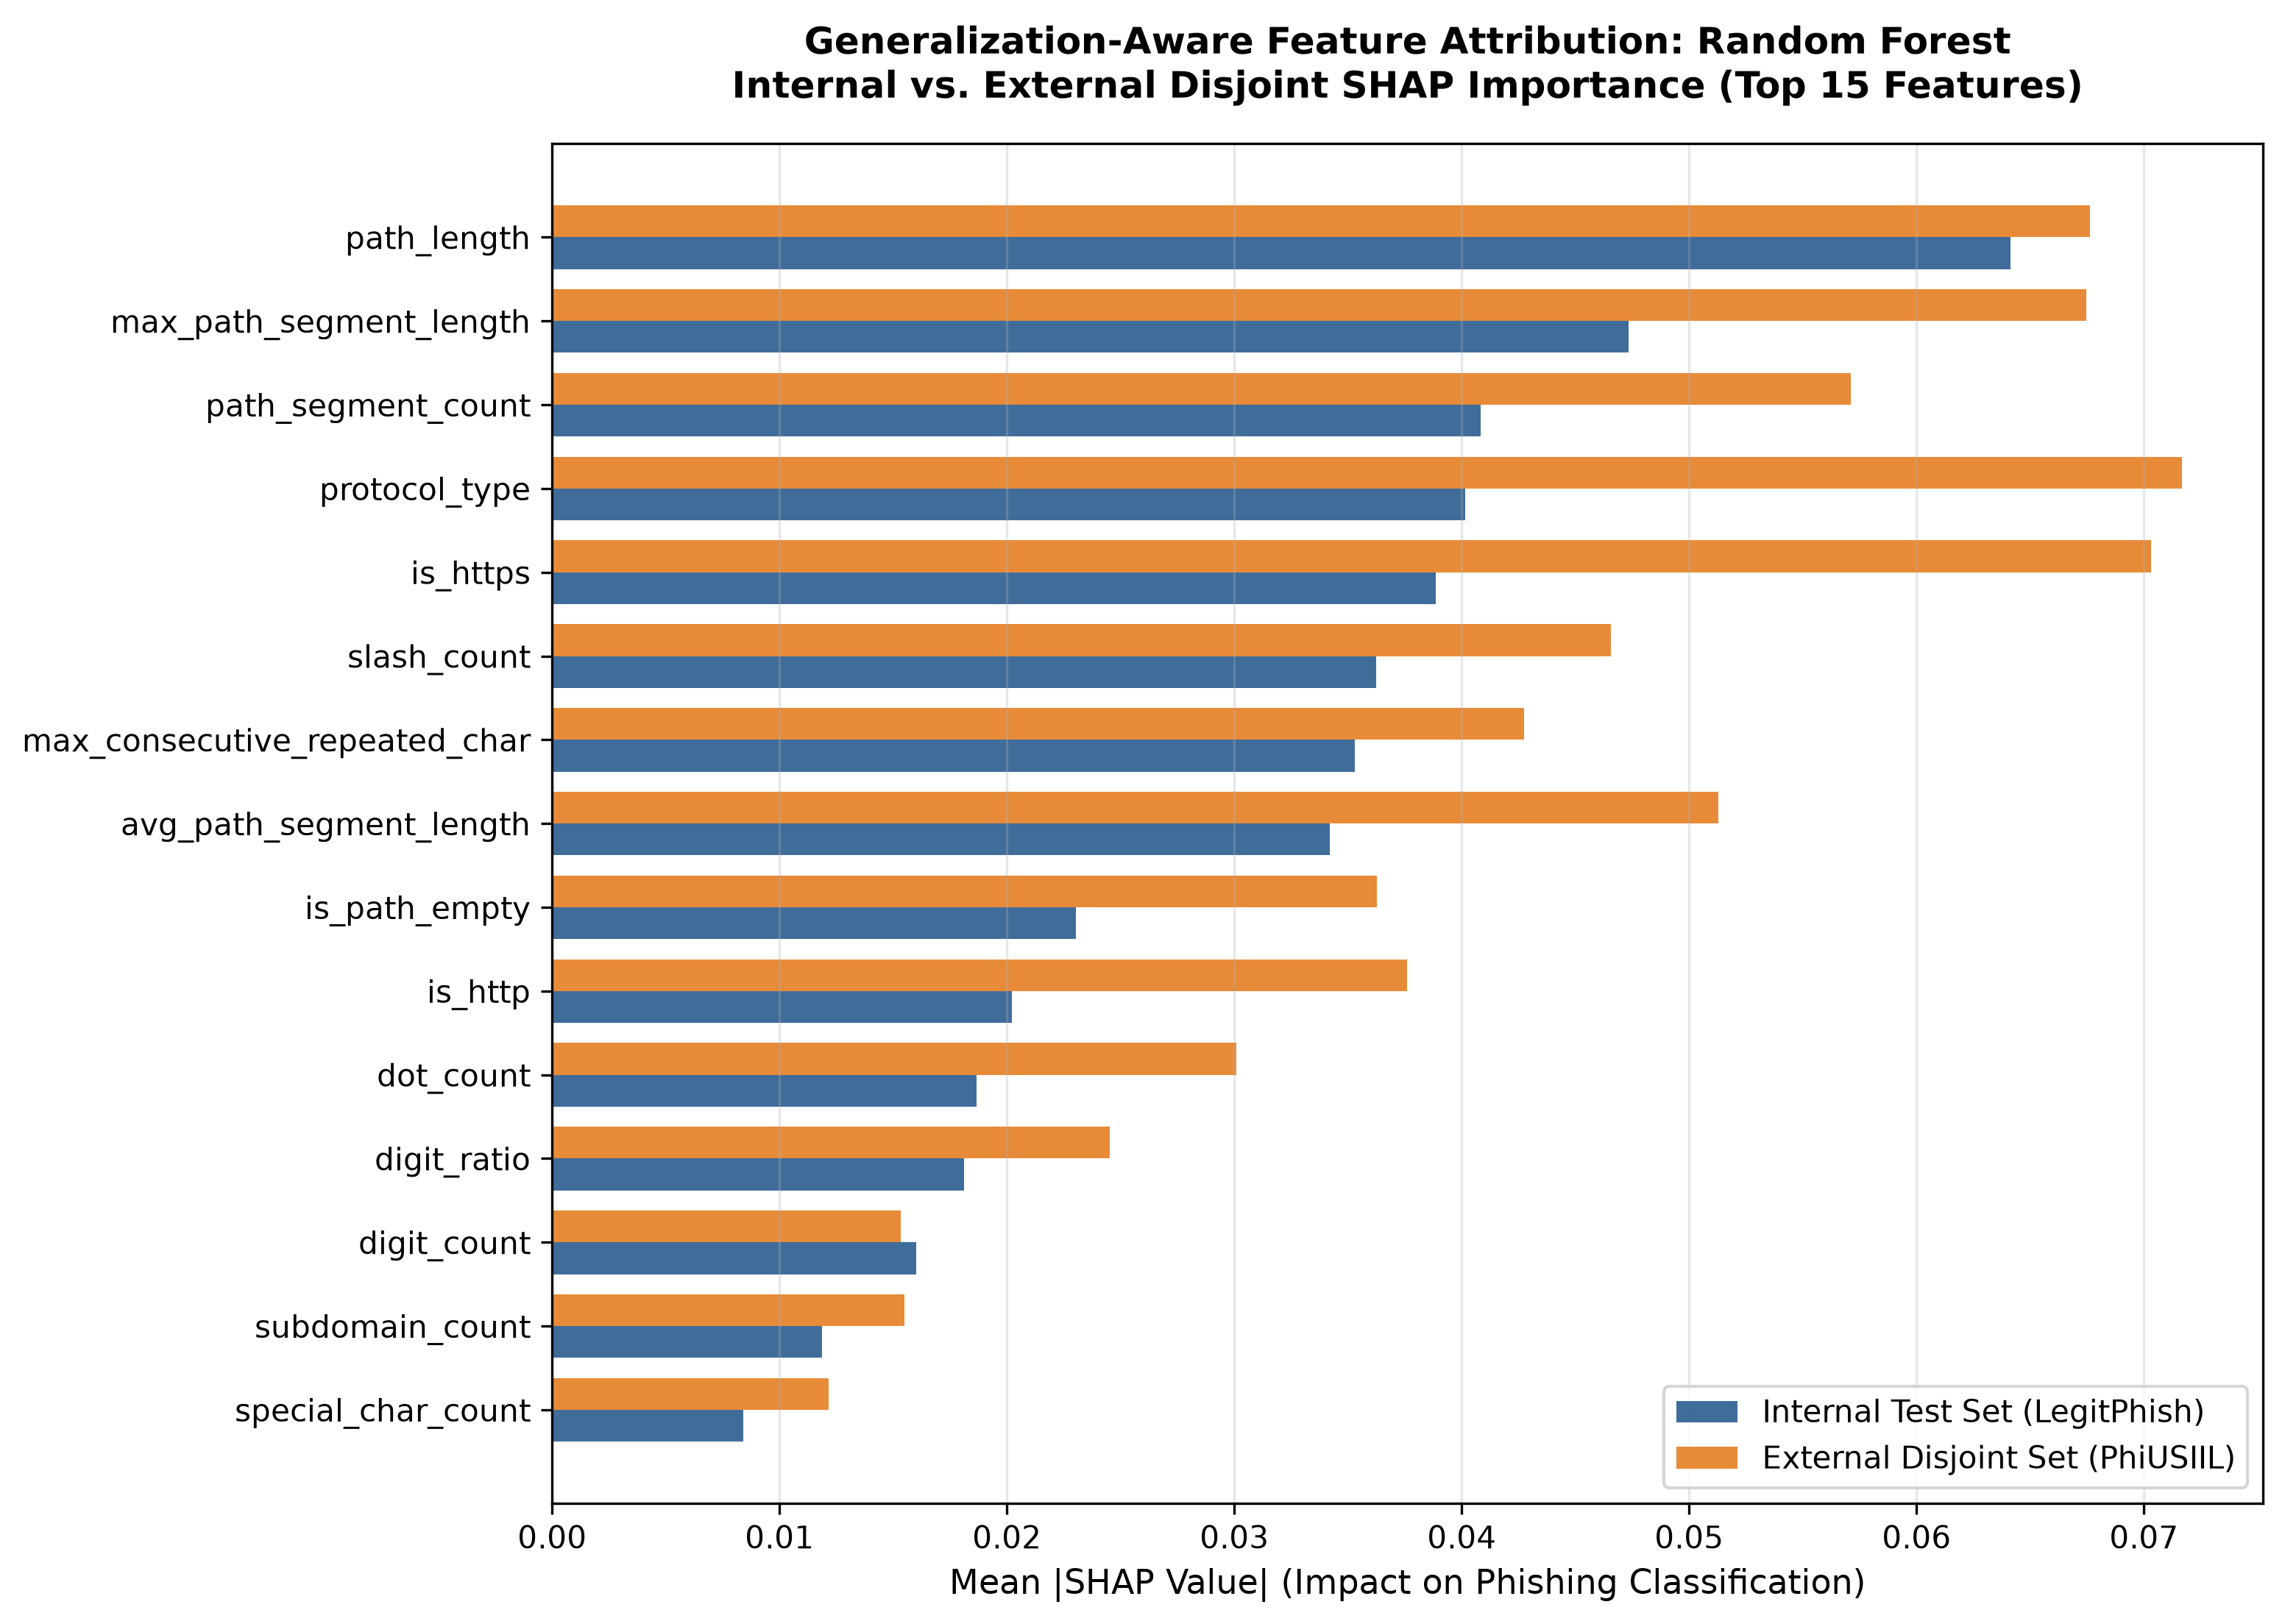 Generalization-Aware Feature Attribution: Random Forest
Internal vs. External Disjoint SHAP Importance (Top 15 Features)
path_length
max_path_segment_length
path_segment_count
protocol_type
is_https
slash_count
max_consecutive_repeated_char
avg_path_segment_length
is_path_empty
is_http
dot_count
digit_ratio
digit_count
subdomain_count
special_char_count
Internal Test Set (LegitPhish)
External Disjoint Set (PhiUSIIL)
0.00 0.01 0.02 0.03 0.04 0.05 0.06 0.07
Mean |SHAP Value| (Impact on Phishing Classification)